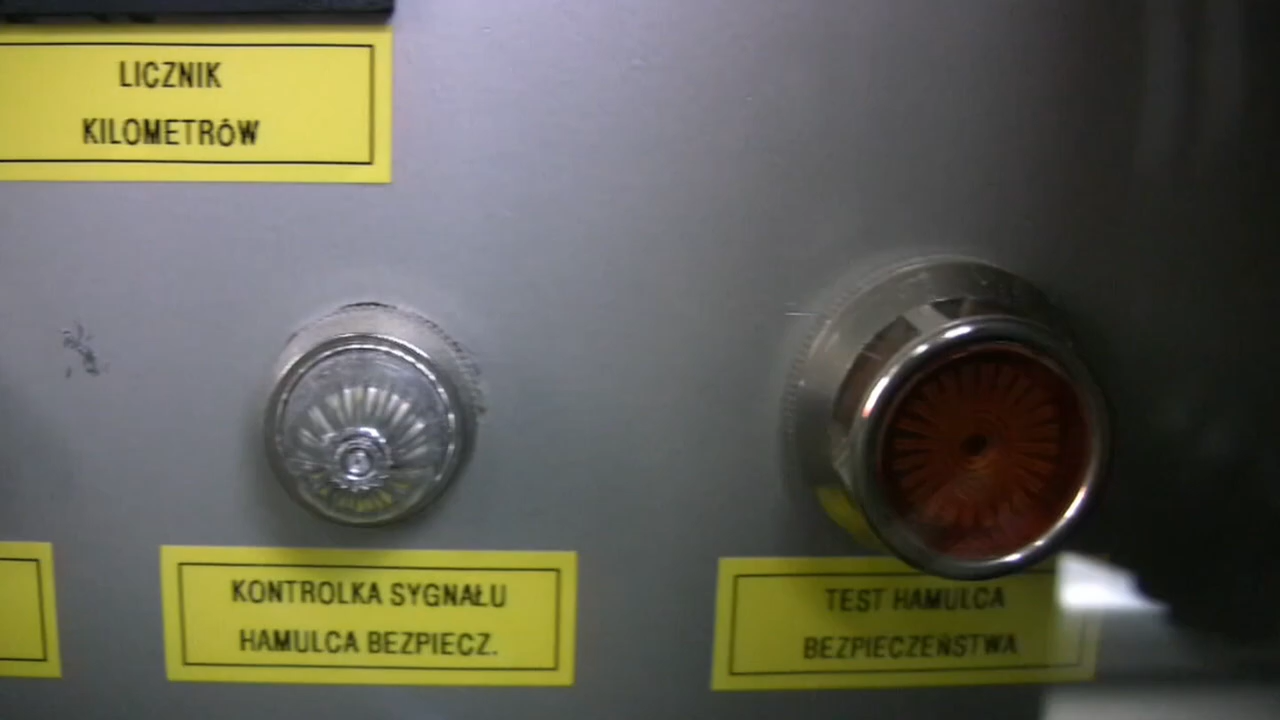 LICZNIK
KILOMETRÓW
KONTROLKA SYGNAŁU
HAMULCA BEZPIECZ.
TEST HAMULCA
BEZPIECZEŃSTWA